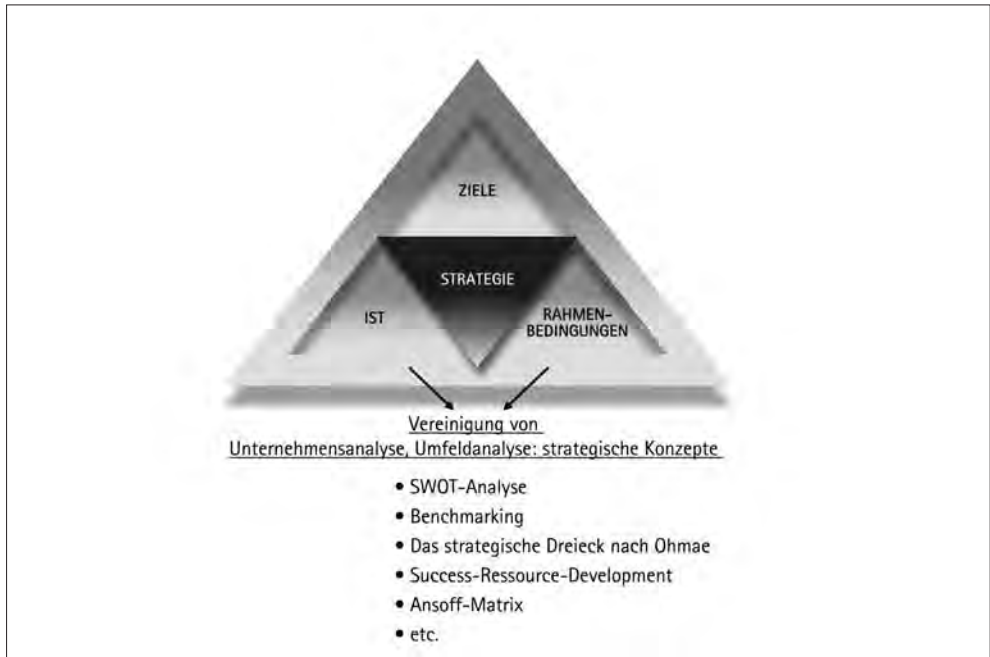 ZIELE
STRATEGIE
IST
RAHMEN-
BEDINGUNGEN
Vereinigung von
Unternehmensanalyse, Umfeldanalyse: strategische Konzepte
• SWOT-Analyse
• Benchmarking
• Das strategische Dreieck nach Ohmae
• Success-Ressource-Development
• Ansoff-Matrix
• etc.